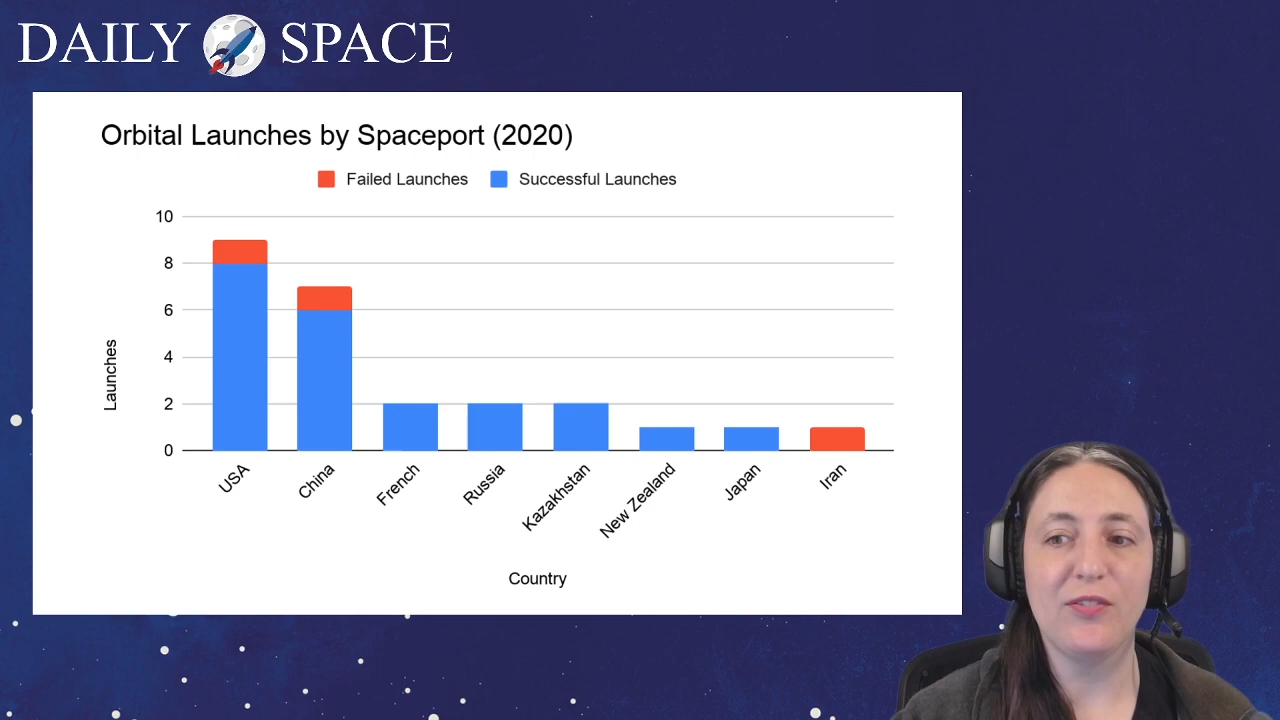 DAILY SPACE
Orbital Launches by Spaceport (2020)
Failed Launches Successful Launches
10
8
6
4
2
0
Launches
USA China French Russia Kazakhstan New Zealand Japan Iran
Country